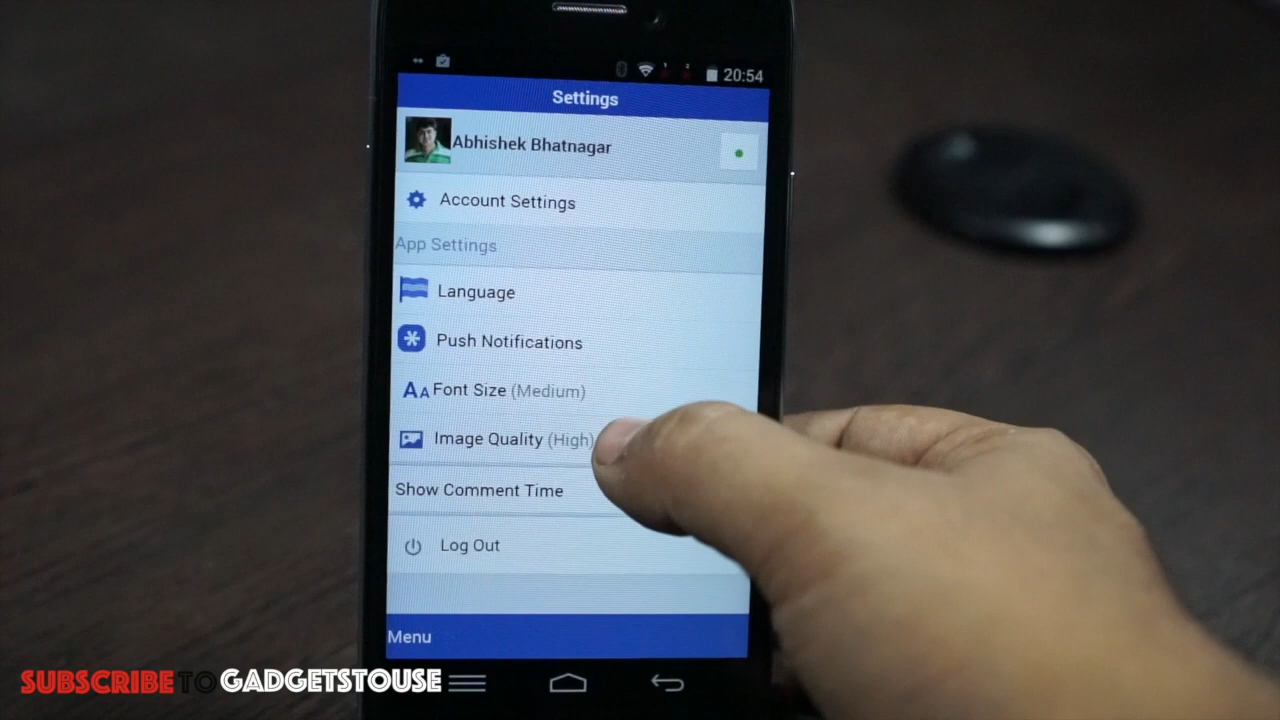 20:54
Settings
Abhishek Bhatnagar
Account Settings
App Settings
Language
Push Notifications
AA Font Size (Medium)
Image Quality (High)
Show Comment Time
Log Out
Menu
SUBSCRIBE TO GADGETSTOUSE